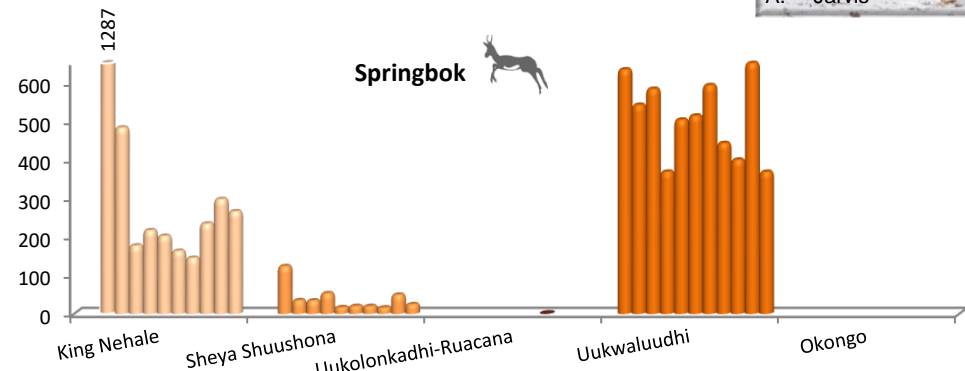 A. Jarvis
1287
Springbok
600
500
400
300
200
100
0
King Nehale
Sheya Shuushona
Uukolonkadhi-Ruacana
Uukwaluudhi
Okongo